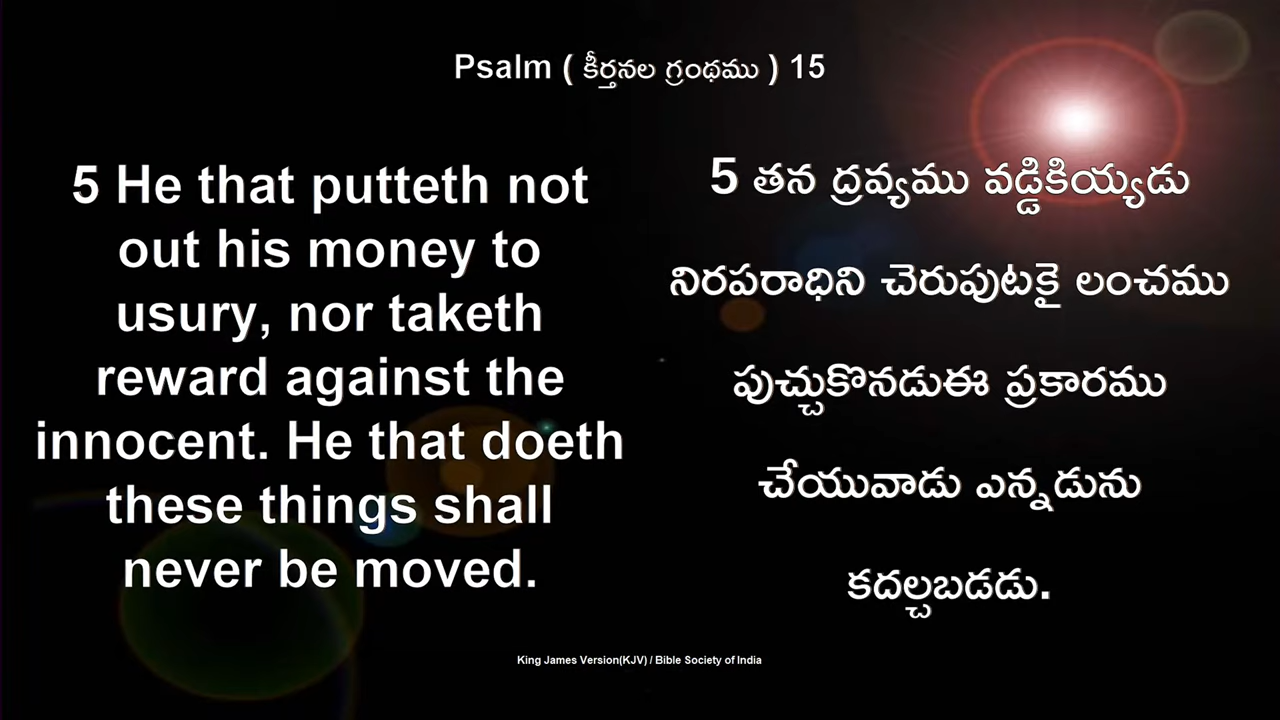 Psalm ( కీర్తనల గ్రంథము ) 15
5 He that putteth not
out his money to
usury, nor taketh
reward against the
innocent. He that doeth
these things shall
never be moved.
5 తన ద్రవ్యము వడ్డికియ్యడు
నిరపరాధిని చెరుపుటకై లంచము
పుచ్చుకొనడుఈ ప్రకారము
చేయువాడు ఎన్నడును
కదల్చబడడు.
King James Version(KJV) / Bible Society of India